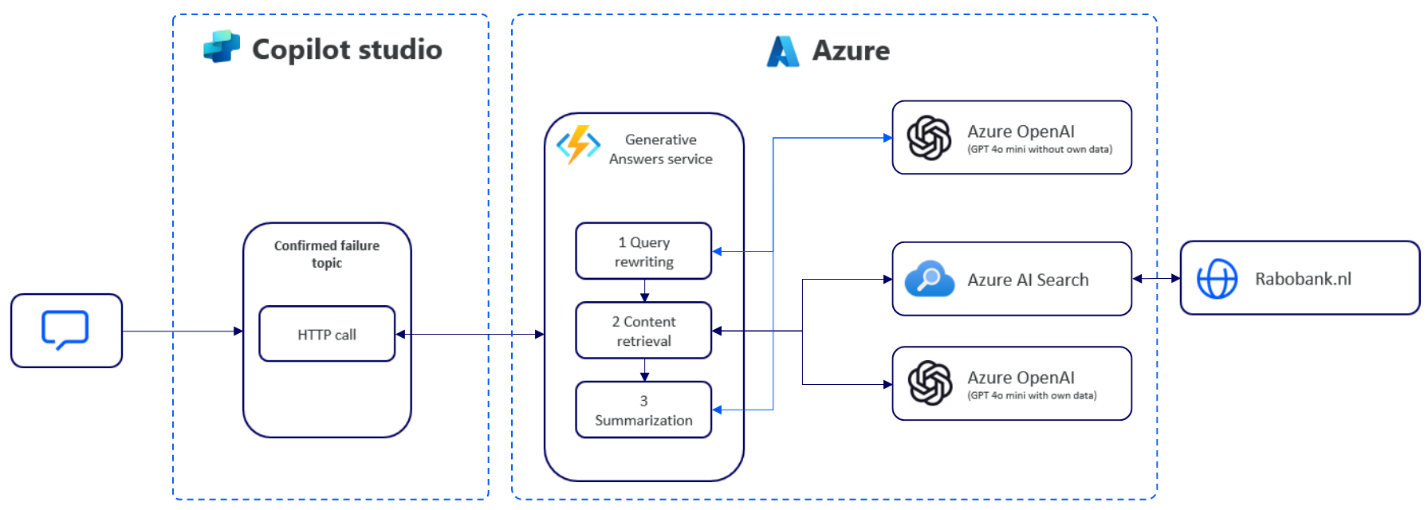 Copilot studio
Azure
Confirmed failure
topic
HTTP call
Generative
Answers service
1 Query
rewriting
2 Content
retrieval
3
Summarization
Azure OpenAI
(GPT 4o mini without own data)
Azure AI Search
Azure OpenAI
(GPT 4o mini with own data)
Rabobank.nl